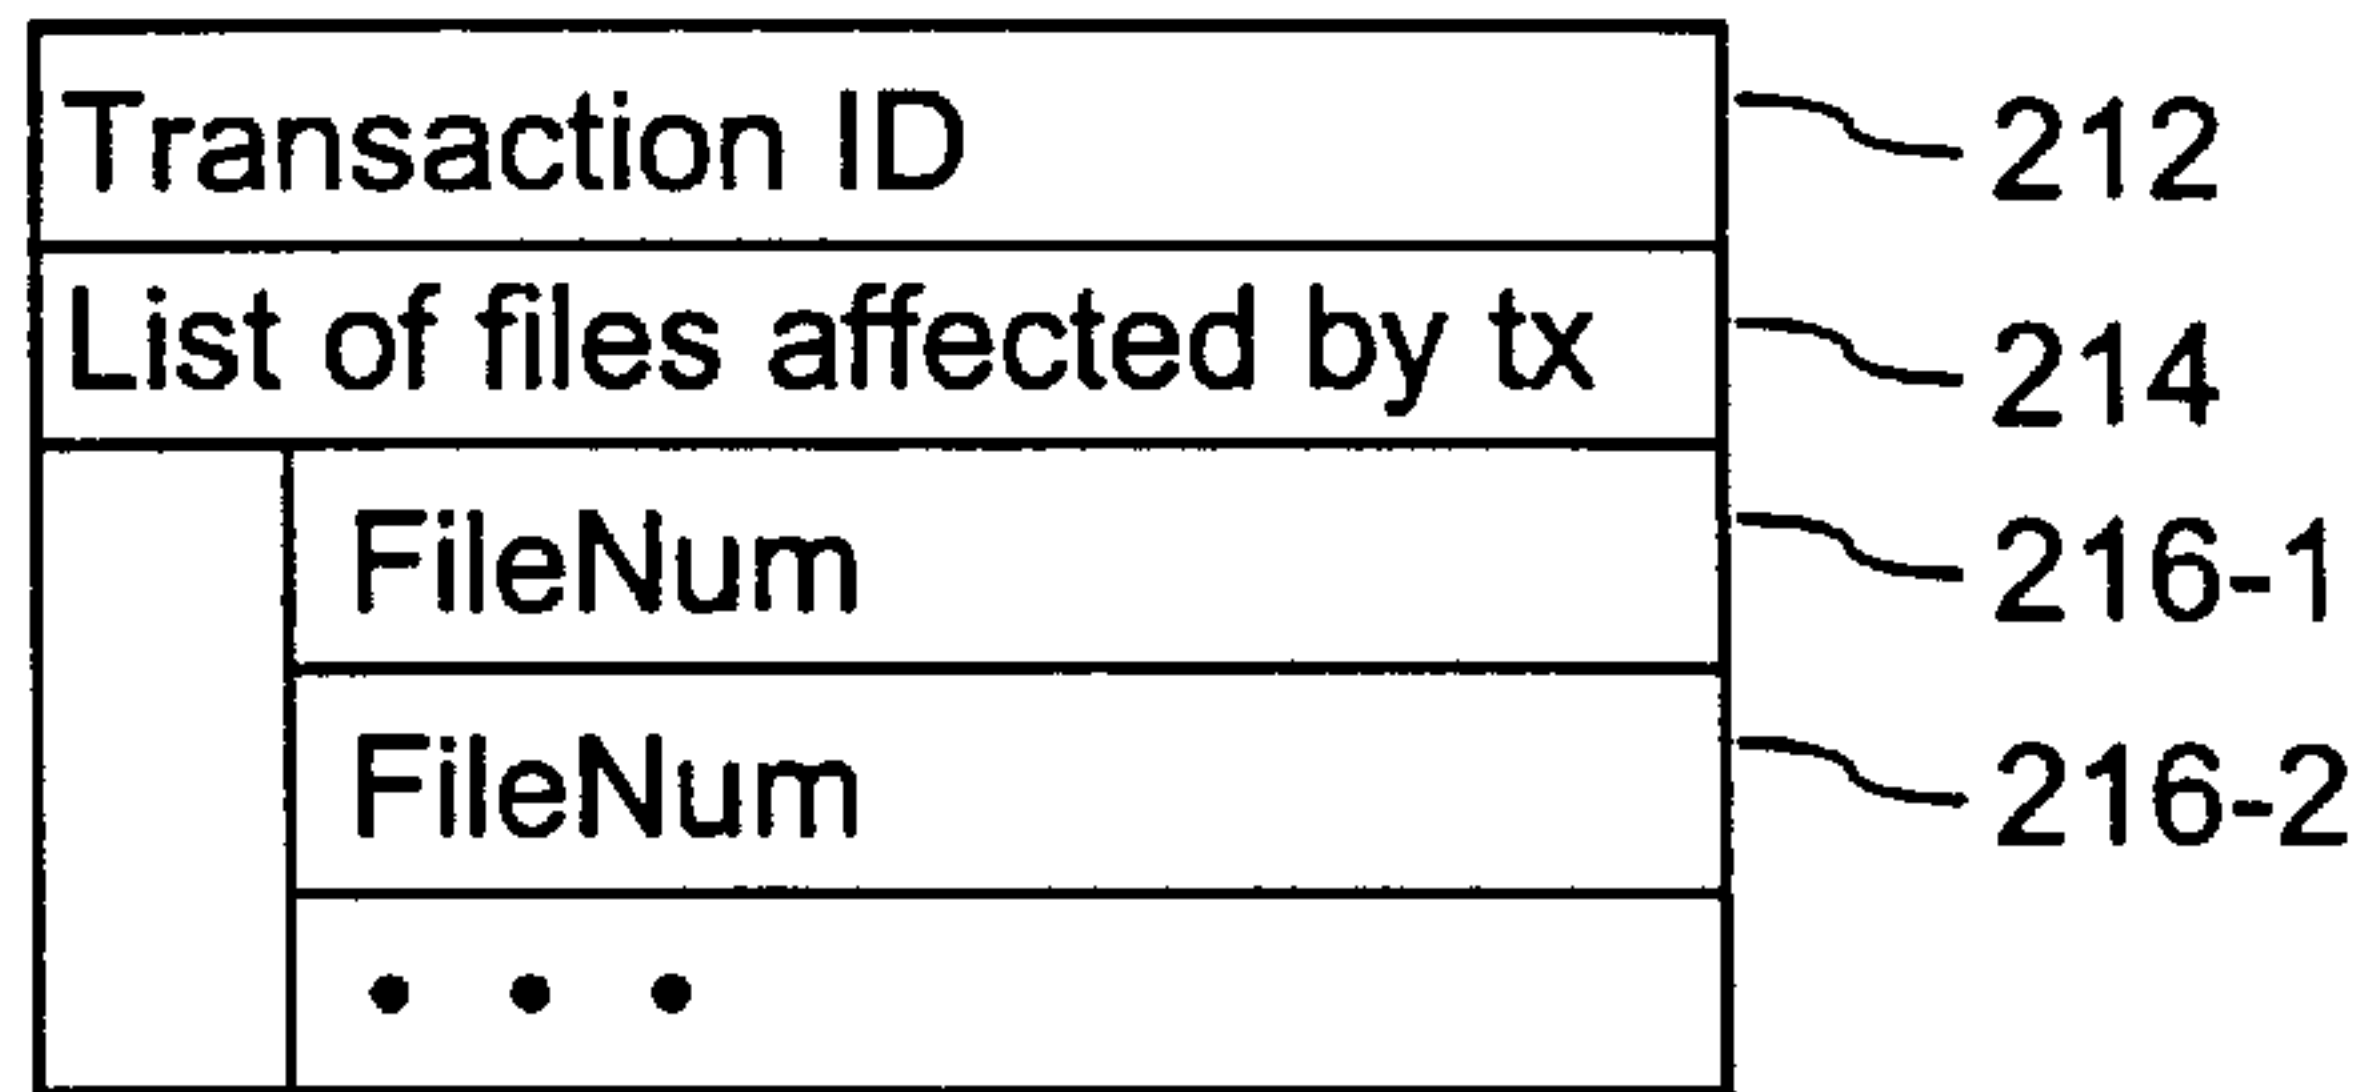 Transaction ID 212
List of files affected by tx 214
FileNum 216-1
FileNum 216-2
• • •